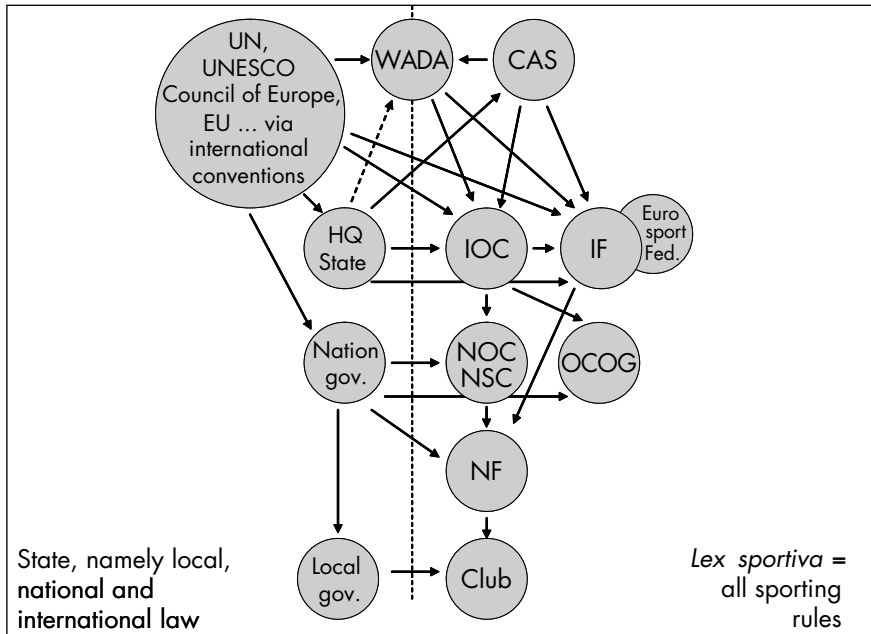 UN,
UNESCO
Council of Europe,
EU ... via
international
conventions
WADA
CAS
HQ
State
IOC
IF
Euro
sport
Fed.
Nation
gov.
NOC
NSC
OCOG
NF
Local
gov.
Club
State, namely local,
national and
international law
Lex sportiva =
all sporting
rules